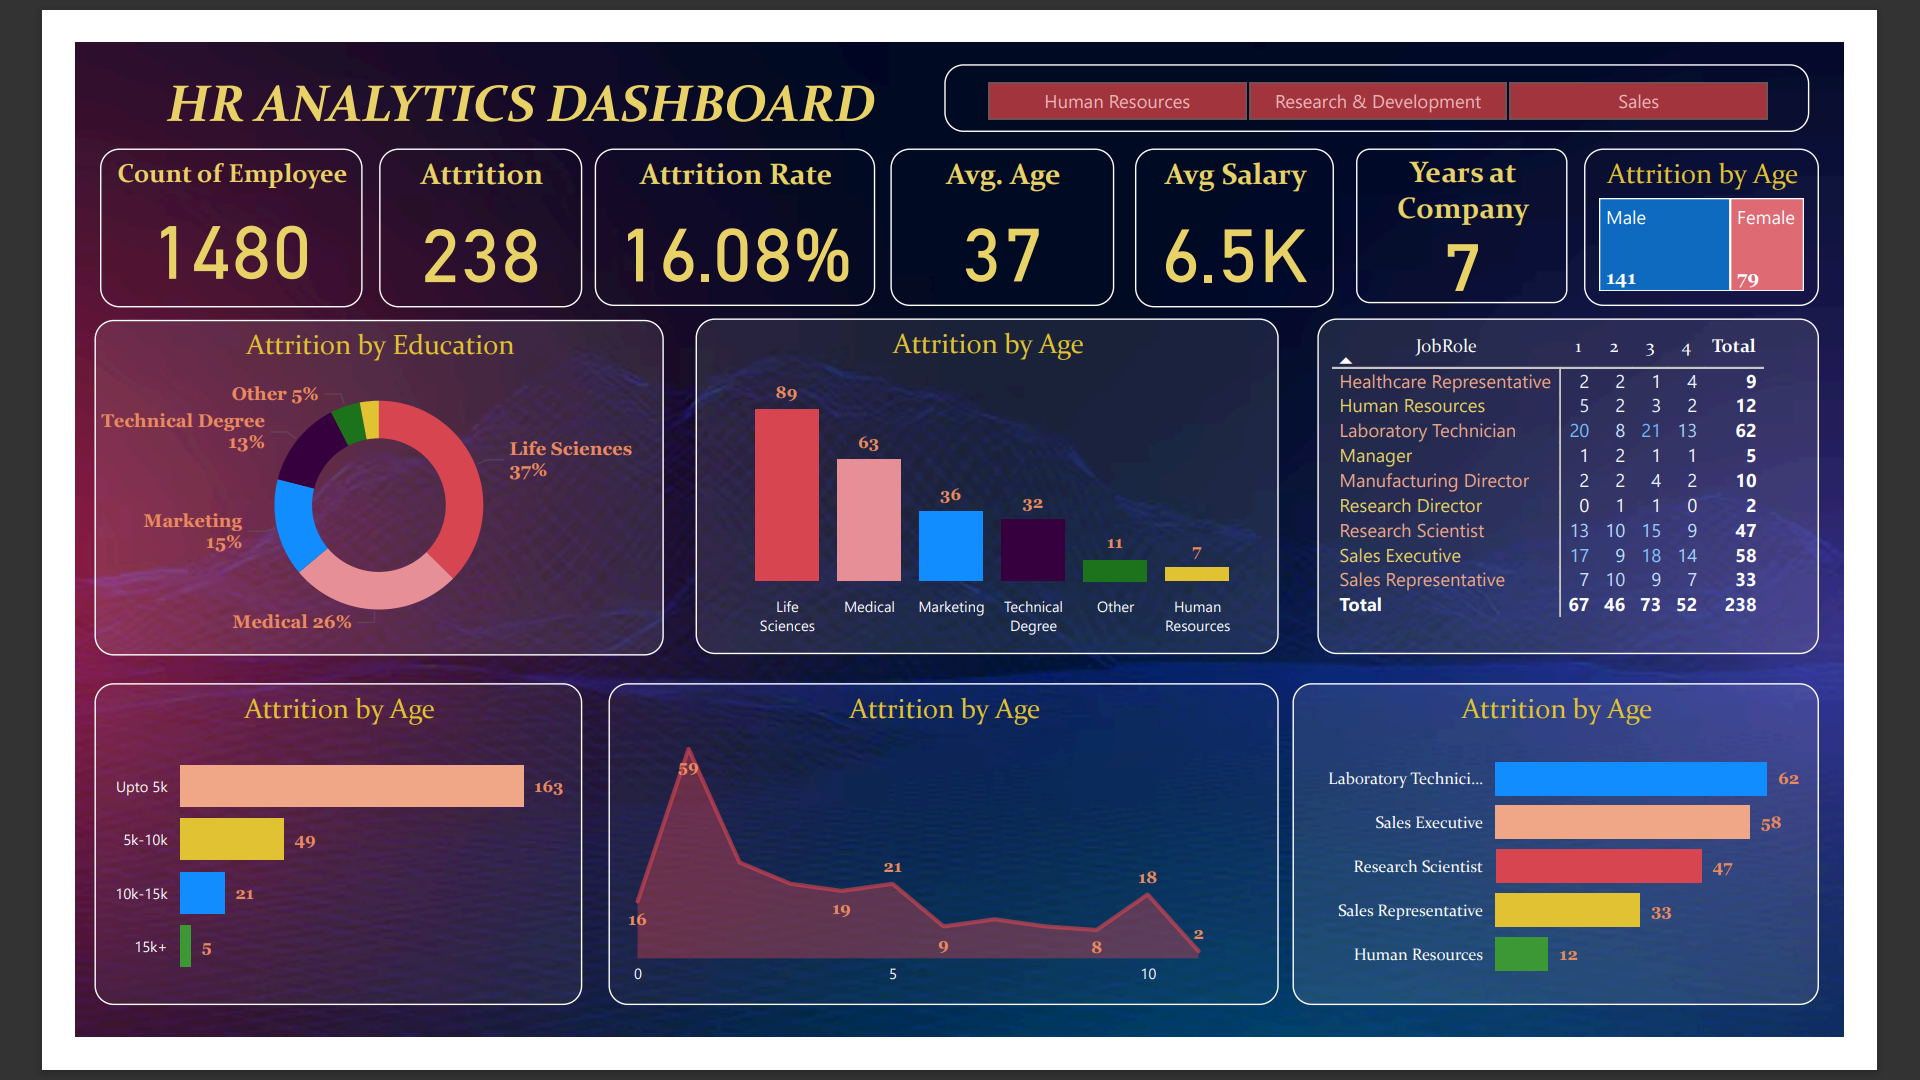 HR ANALYTICS DASHBOARD
Human Resources
Research & Development
Sales
Count of Employee
1480
Attrition
238
Attrition Rate
16.08%
Avg. Age
37
Avg Salary
6.5K
Years at
Company
7
Attrition by Age
Male
Female
141
79
Attrition by Education
Other 5%
Technical Degree
13%
Life Sciences
37%
Marketing
15%
Medical 26%
Attrition by Age
89
63
36
32
11
7
Life
Sciences
Medical
Marketing
Technical
Degree
Other
Human
Resources
JobRole 1 2 3 4 Total
Healthcare Representative 2 2 1 4 9
Human Resources 5 2 3 2 12
Laboratory Technician 20 8 21 13 62
Manager 1 2 1 1 5
Manufacturing Director 2 2 4 2 10
Research Director 0 1 1 0 2
Research Scientist 13 10 15 9 47
Sales Executive 17 9 18 14 58
Sales Representative 7 10 9 7 33
Total 67 46 73 52 238
Attrition by Age
Upto 5k 163
5k-10k 49
10k-15k 21
15k+ 5
Attrition by Age
59
21
18
16
19
9
8
2
0 5 10
Attrition by Age
Laboratory Technici... 62
Sales Executive 58
Research Scientist 47
Sales Representative 33
Human Resources 12